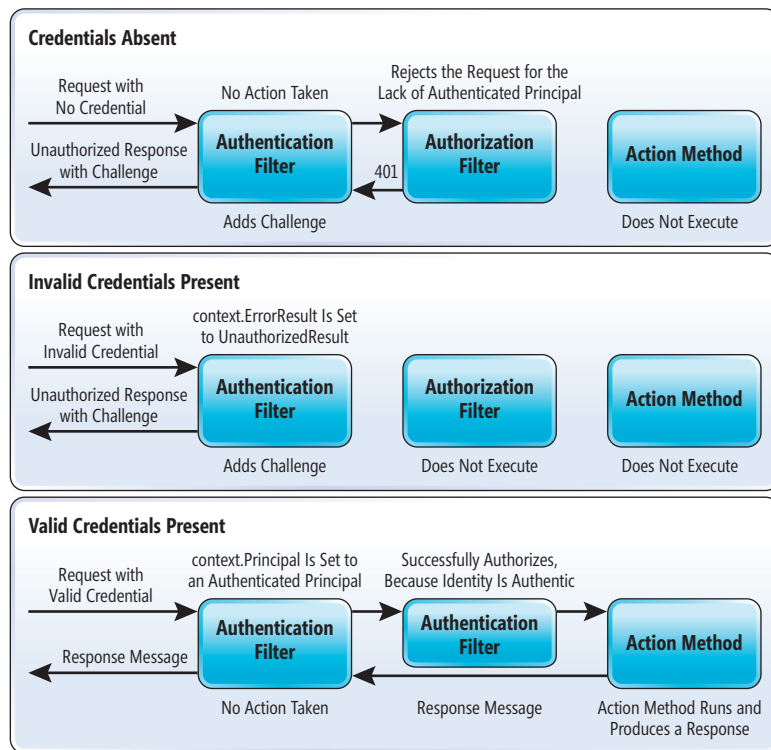 Credentials Absent
Request with
No Credential
No Action Taken
Rejects the Request for the
Lack of Authenticated Principal
Authentication
Filter
Authorization
Filter
Action Method
Unauthorized Response
with Challenge
401
Adds Challenge
Does Not Execute
Invalid Credentials Present
Request with
Invalid Credential
context.ErrorResult Is Set
to UnauthorizedResult
Authentication
Filter
Authorization
Filter
Action Method
Unauthorized Response
with Challenge
Adds Challenge
Does Not Execute
Does Not Execute
Valid Credentials Present
Request with
Valid Credential
context.Principal Is Set to
an Authenticated Principal
Successfully Authorizes,
Because Identity Is Authentic
Authentication
Filter
Authentication
Filter
Action Method
Response Message
No Action Taken
Response Message
Action Method Runs and
Produces a Response